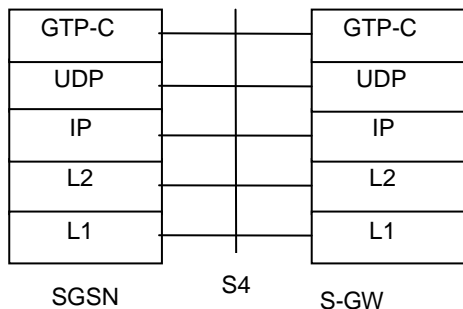 GTP-C GTP-C
UDP UDP
IP IP
L2 L2
L1 L1
SGSN S4 S-GW